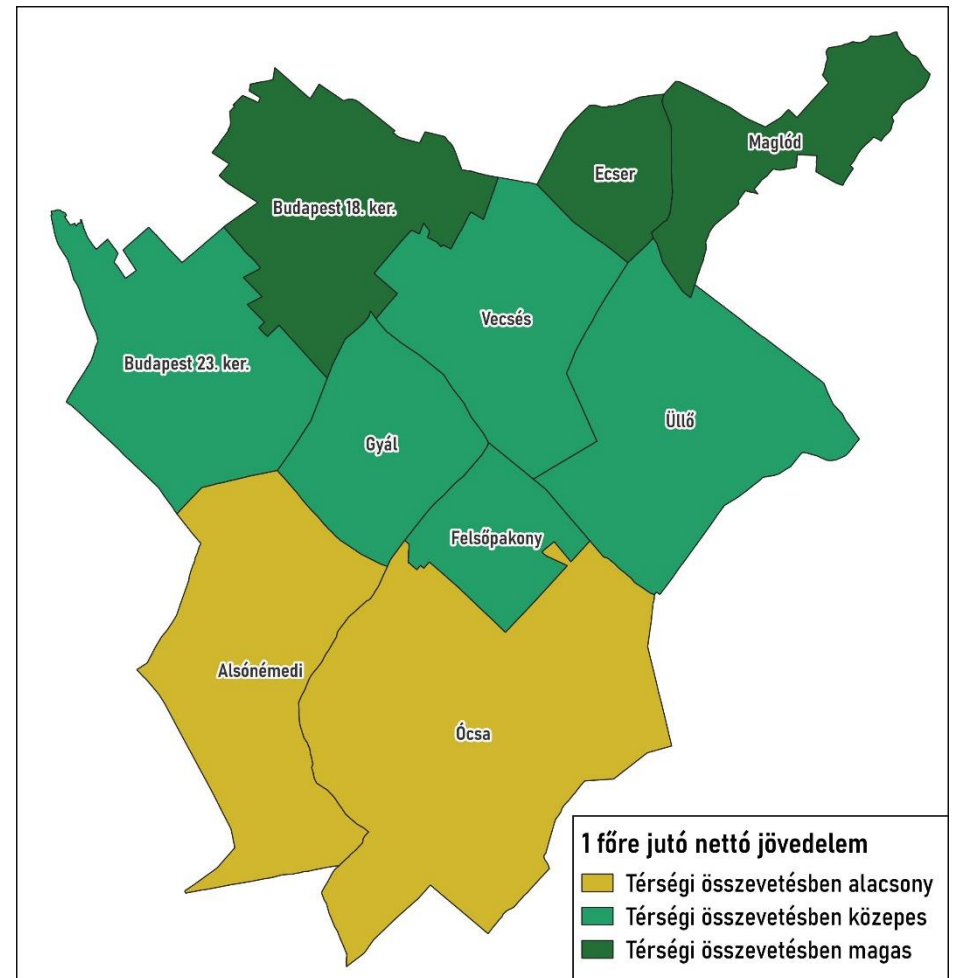 Maglód
Ecser
Budapest 18. ker.
Vecsés
Budapest 23. ker.
Üllő
Gyál
Felsőpakony
Alsónémedi
Ócsa
1 főre jutó nettó jövedelem
Térségi összevetésben alacsony
Térségi összevetésben közepes
Térségi összevetésben magas